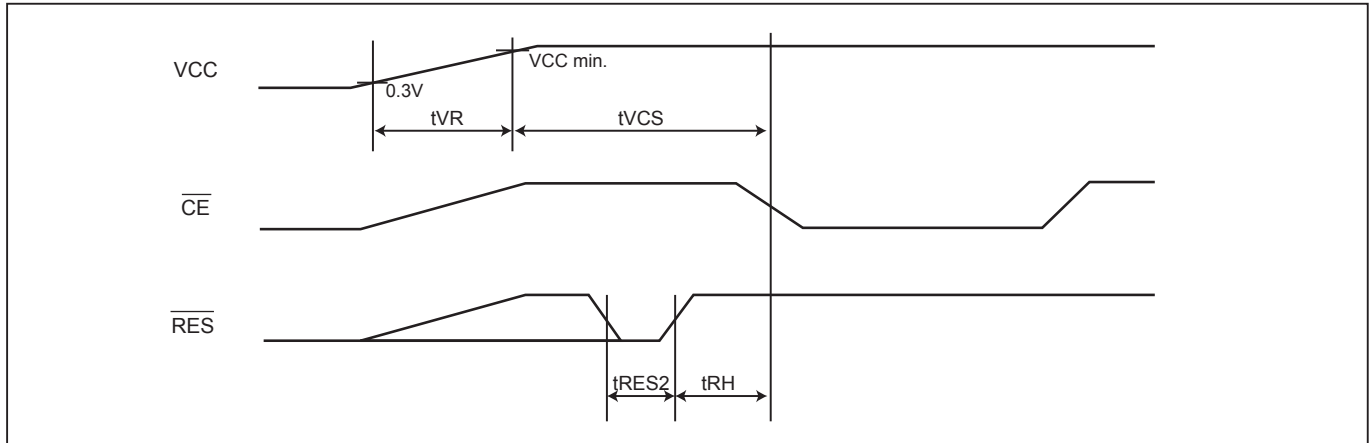 VCC
VCC min.
0.3V
tVR
tVCS
CE
RES
tRES2
tRH